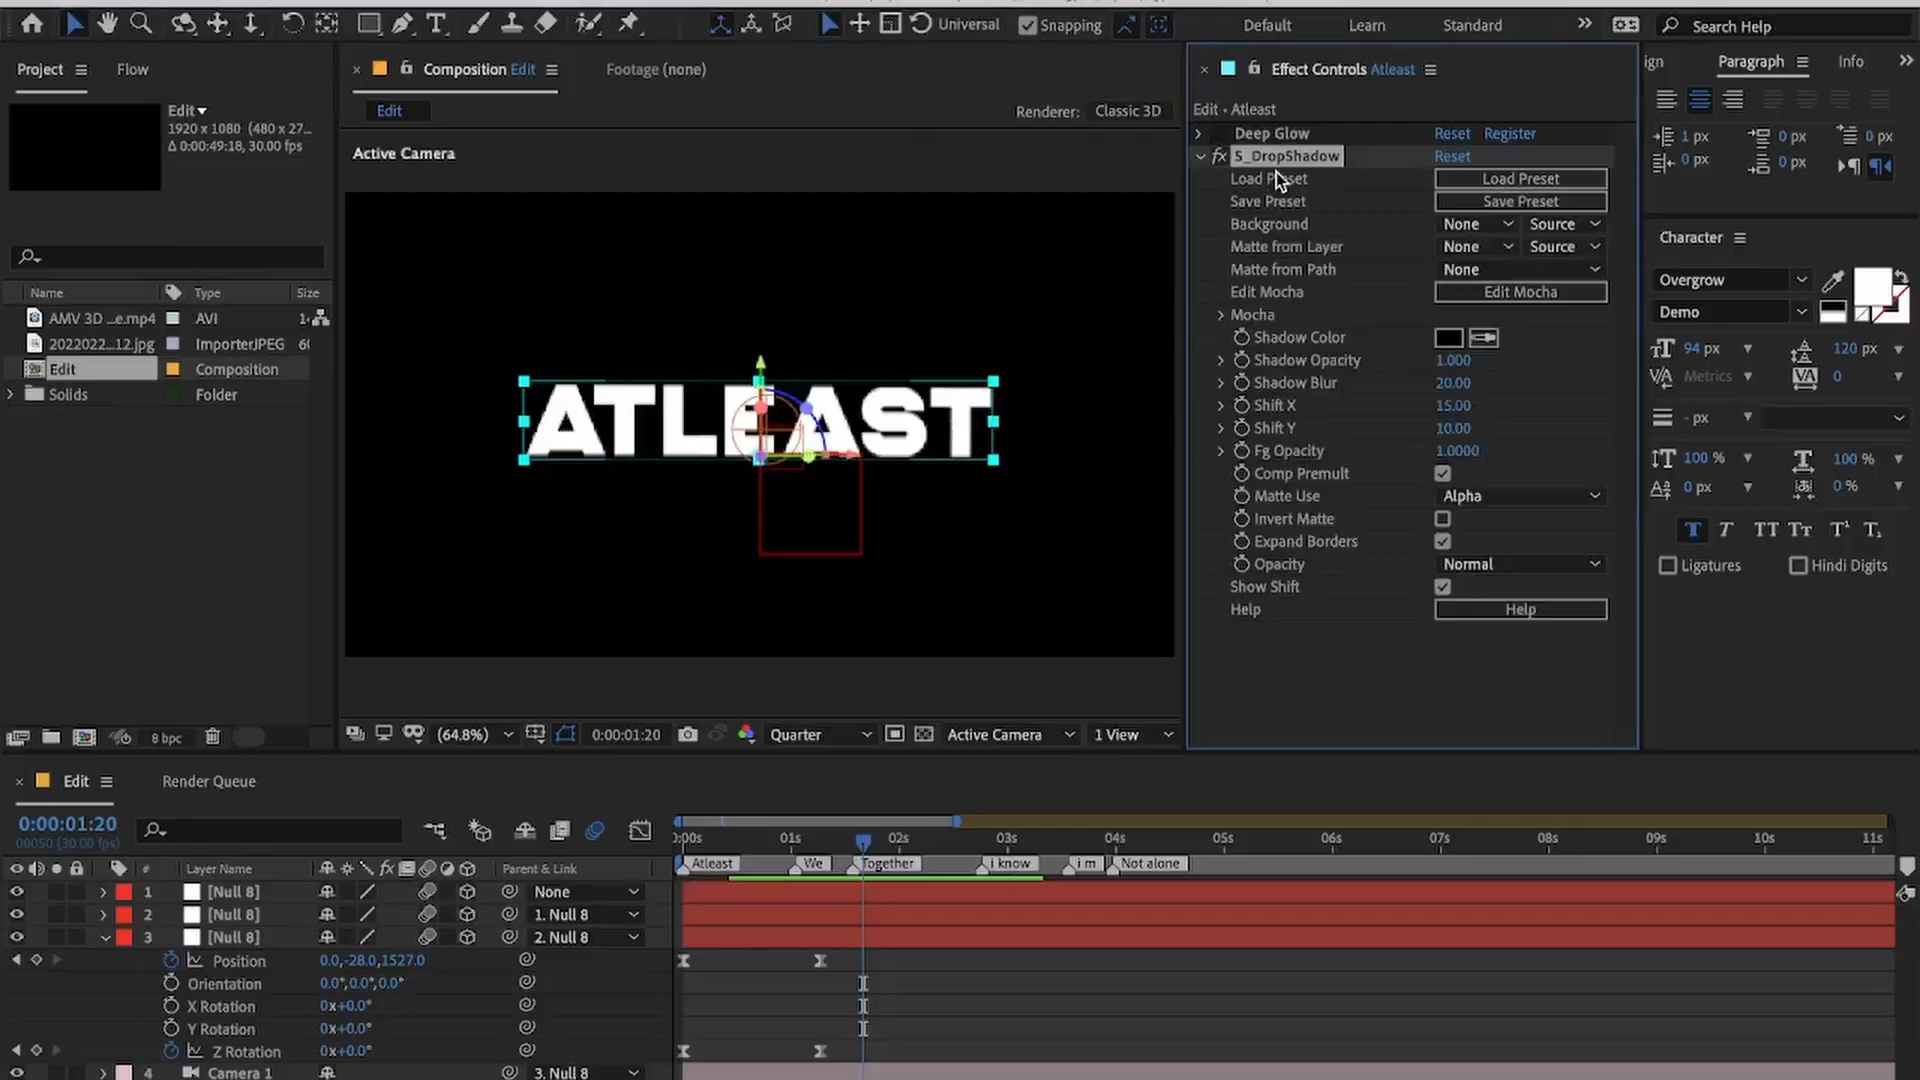 Universal
Snapping
Default
Learn
Standard
Search Help
Project
Flow
Composition Edit
Footage (none)
Effect Controls Atleast
ign
Paragraph
Info
Edit
1920 x 1080 (480 x 27...
Δ 0:00:49:18, 30.00 fps
Edit
Renderer:
Classic 3D
Active Camera
ATLEAST
Edit • Atleast
Deep Glow
Reset
Register
fx
S_DropShadow
Reset
Load Preset
Load Preset
Save Preset
Save Preset
Background
None
Source
Matte from Layer
None
Source
Matte from Path
None
Edit Mocha
Edit Mocha
Mocha
Shadow Color
Shadow Opacity
1.000
Shadow Blur
20.00
Shift X
15.00
Shift Y
10.00
Fg Opacity
1.0000
Comp Premult
Matte Use
Alpha
Invert Matte
Expand Borders
Opacity
Normal
Show Shift
Help
Help
1 px
0 px
0 px
0 px
0 px
Character
Overgrow
Demo
94 px
120 px
Metrics
0
- px
100 %
100 %
0 px
0 %
T T TT Tт T¹ T₁
Ligatures
Hindi Digits
Name
Type
Size
AMV 3D ...e.mp4
AVI
2022022...12.jpg
ImporterJPEG
Edit
Composition
Solids
Folder
8 bpc
(64.8%)
0:00:01:20
Quarter
Active Camera
1 View
Edit
Render Queue
0:00:01:20
00050 (30.00 fps)
01s
02s
03s
04s
05s
06s
07s
08s
09s
10s
11s
Atleast
We
Together
i know
i m
Not alone
#
Layer Name
fx
Parent & Link
1
[Null 8]
None
2
[Null 8]
1. Null 8
3
[Null 8]
2. Null 8
Position
0.0,-28.0,1527.0
Orientation
0.0°,0.0°,0.0°
X Rotation
0x+0.0°
Y Rotation
0x+0.0°
Z Rotation
0x+0.0°
4
Camera 1
3. Null 8